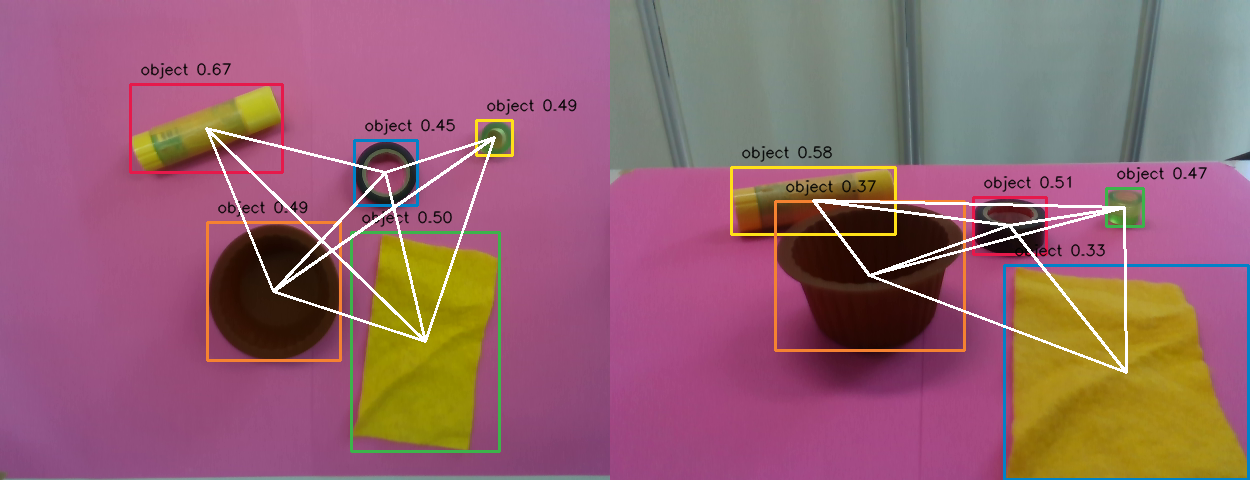 object 0.67
object 0.49
object 0.45
object 0.49
object 0.50
object 0.58
object 0.37
object 0.51
object 0.47
object 0.33